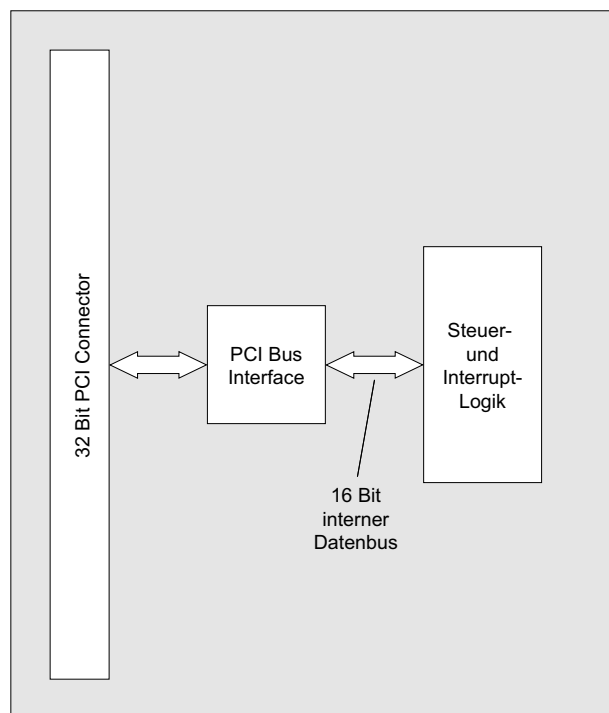 32 Bit PCI Connector
PCI Bus
Interface
Steuer-
und
Interrupt-
Logik
16 Bit
interner
Datenbus